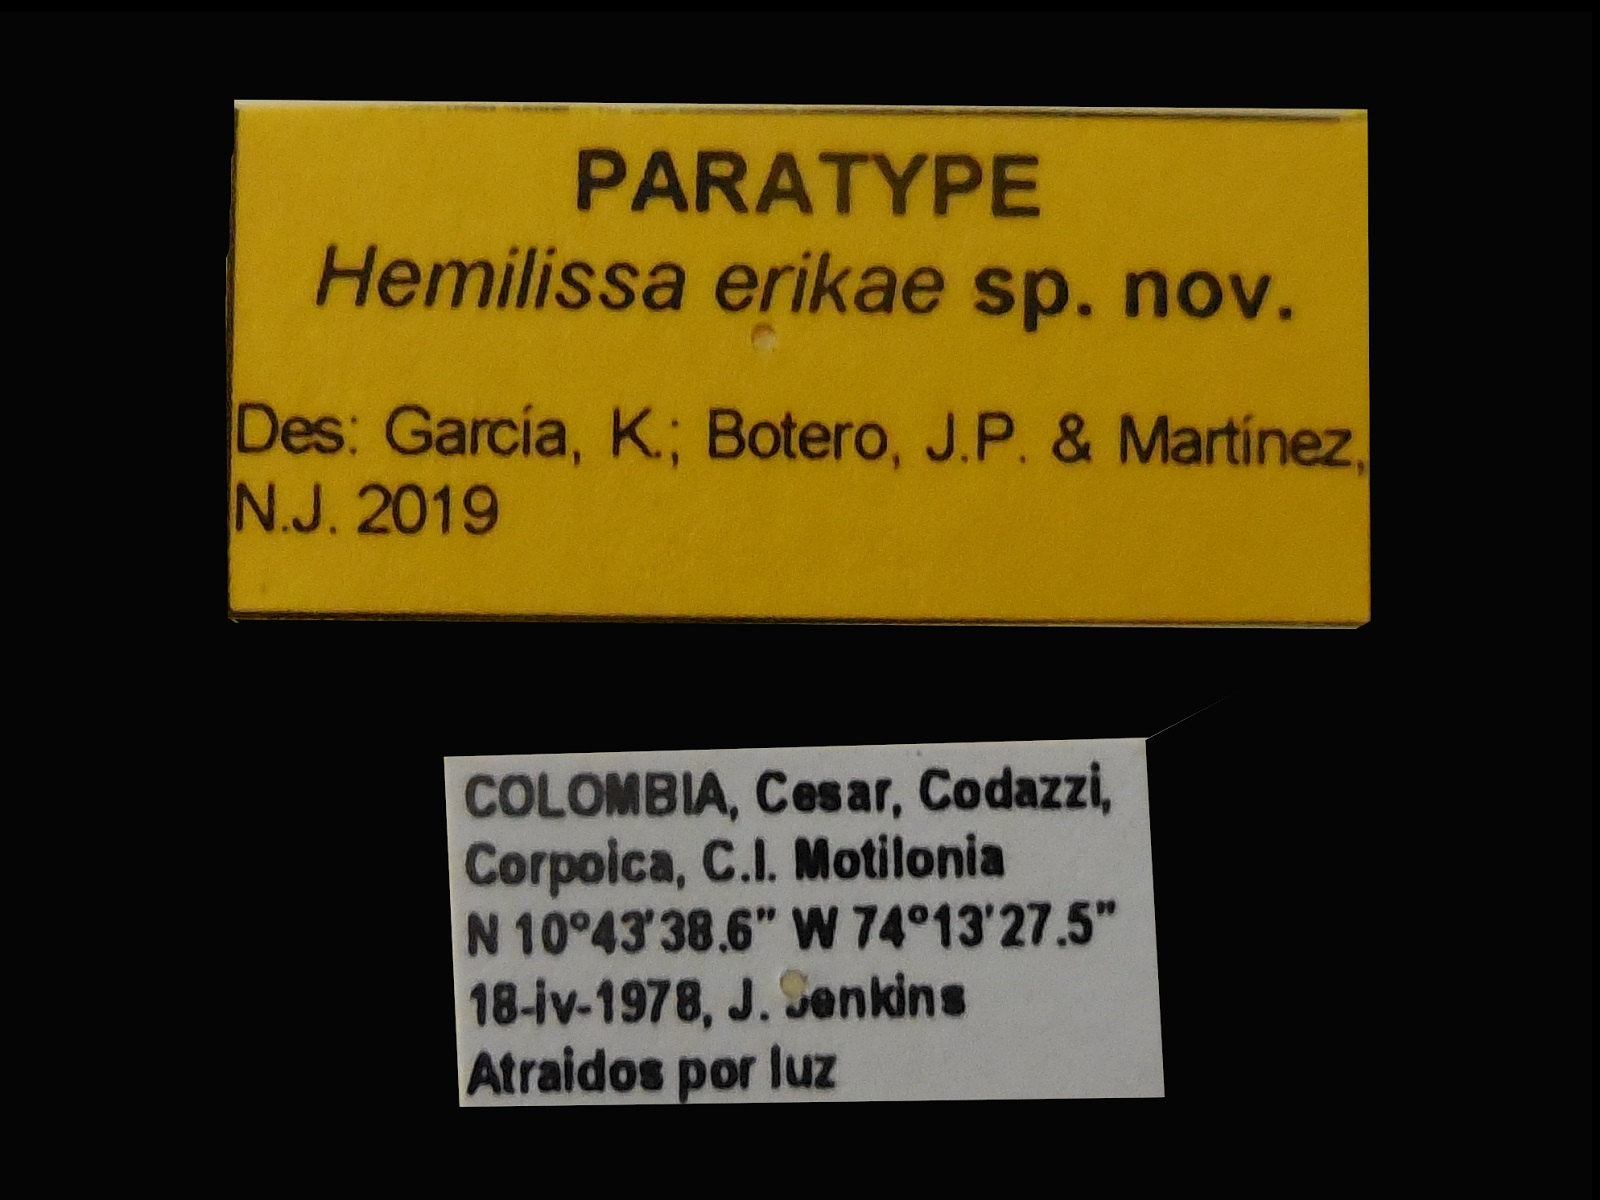 PARATYPE
Hemilissa erikae sp. nov.
Des: García, K.; Botero, J.P. & Martínez,
N.J. 2019
COLOMBIA, Cesar, Codazzi,
Corpoica, C.I. Motilonia
N 10°43'38.6" W 74°13'27.5"
18-iv-1978, J. Jenkins
Atraidos por luz